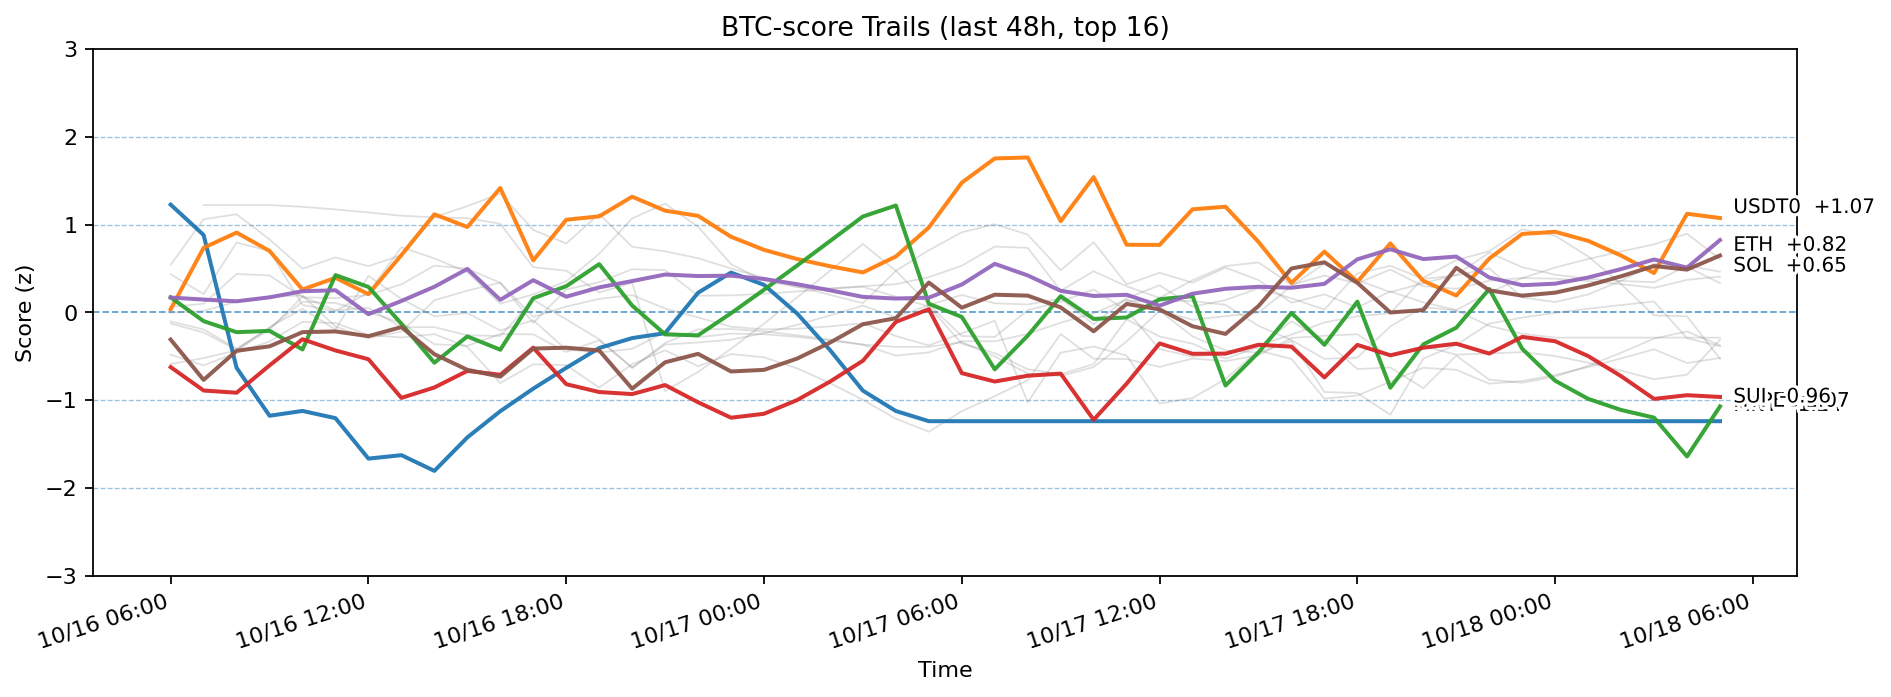 BTC-score Trails (last 48h, top 16)
Score (z)
3
2
1
0
−1
−2
−3
USDT0 +1.07
ETH +0.82
SOL +0.65
SUI −0.96
10/16 06:00
10/16 12:00
10/16 18:00
10/17 00:00
10/17 06:00
10/17 12:00
10/17 18:00
10/18 00:00
10/18 06:00
Time